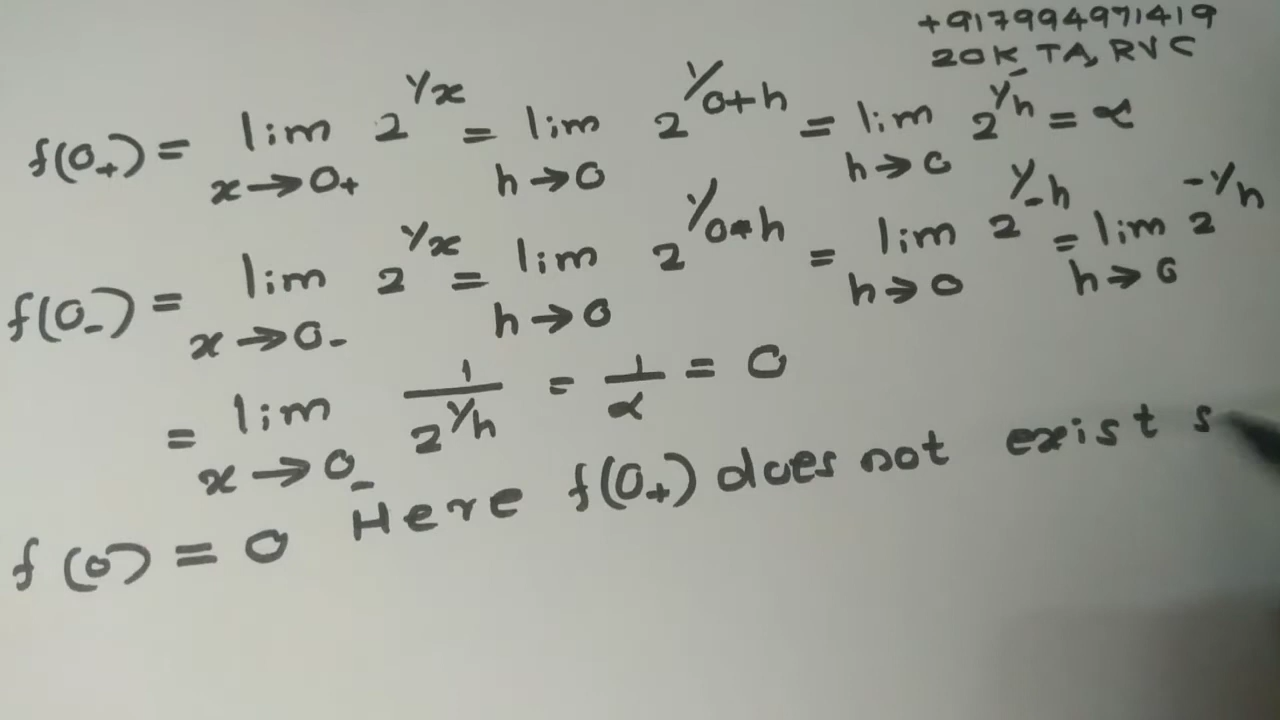 +917994971419
20K, TA, RVC
f(0+) = lim x→0+ 2^1/x = lim h→0 2^1/0+h = lim h→0 2^1/h = ∝
f(0-) = lim x→0- 2^1/x = lim h→0 2^1/0-h = lim h→0 2^1/-h = lim h→0 2^-1/h
= lim x→0- 1/2^1/h = 1/∝ = 0
f(0) = 0 Here f(0+) does not exist s